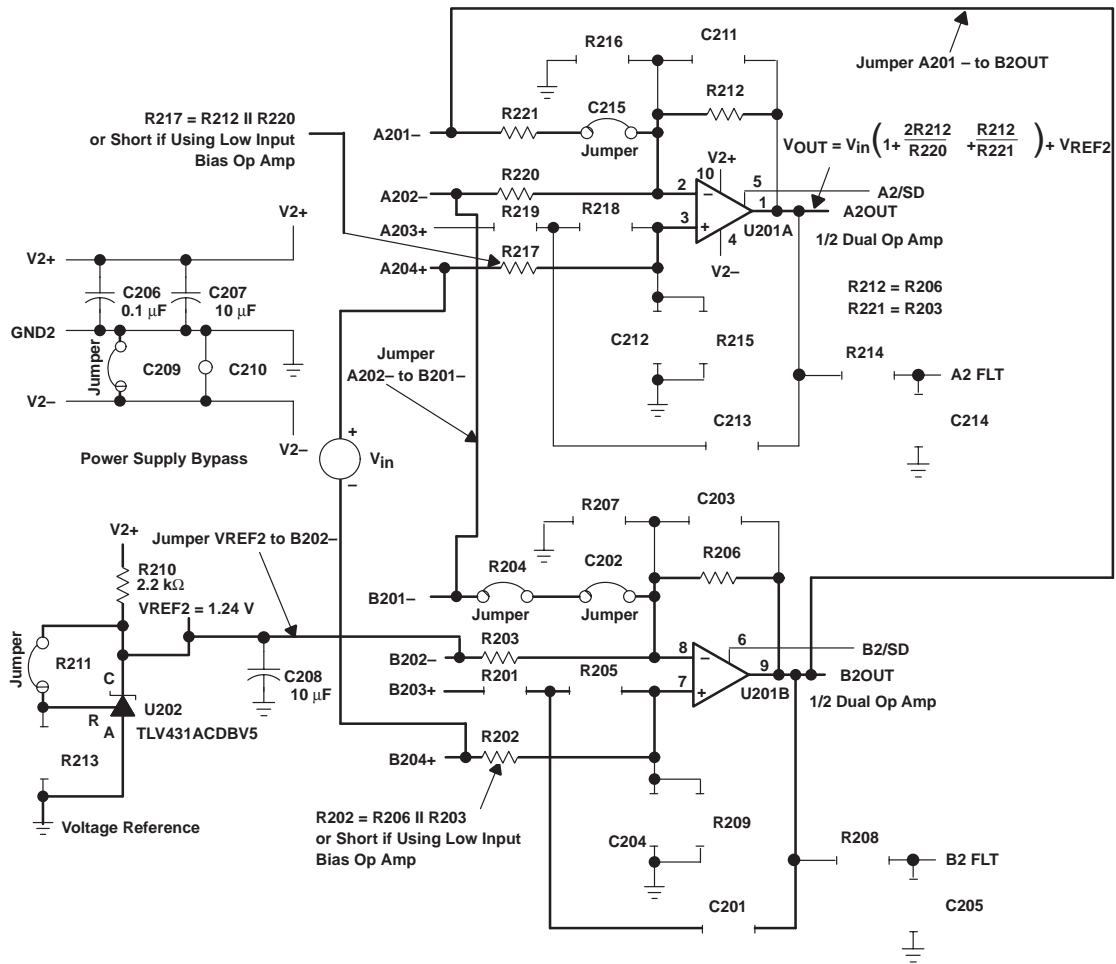 R216
C211
Jumper A201 – to B2OUT
R217 = R212 II R220
or Short if Using Low Input
Bias Op Amp
A201–
R221
C215
Jumper
R212
VOUT = Vin(1+ 2R212/R220 + R212/R221) + VREF2
V2+
10
A202–
R220
2
–
5
A2/SD
1
A2OUT
A203+
R219
R218
3
+
4
U201A
1/2 Dual Op Amp
R217
A204+
V2–
R212 = R206
R221 = R203
V2+
V2+
C206
0.1 μF
C207
10 μF
GND2
Jumper
C209
C210
V2–
V2–
Power Supply Bypass
Jumper
A202– to B201–
C212
R215
R214
A2 FLT
C213
C214
+
Vin
–
R207
C203
V2+
Jumper VREF2 to B202–
R210
2.2 kΩ
VREF2 = 1.24 V
R204
C202
R206
B201–
Jumper
Jumper
Jumper
R211
C208
10 μF
B202–
R203
8
–
6
B2/SD
9
B2OUT
B203+
R201
R205
7
+
U201B
1/2 Dual Op Amp
C
R
A
U202
TLV431ACDBV5
R202
B204+
R213
Voltage Reference
R202 = R206 II R203
or Short if Using Low Input
Bias Op Amp
C204
R209
R208
B2 FLT
C201
C205